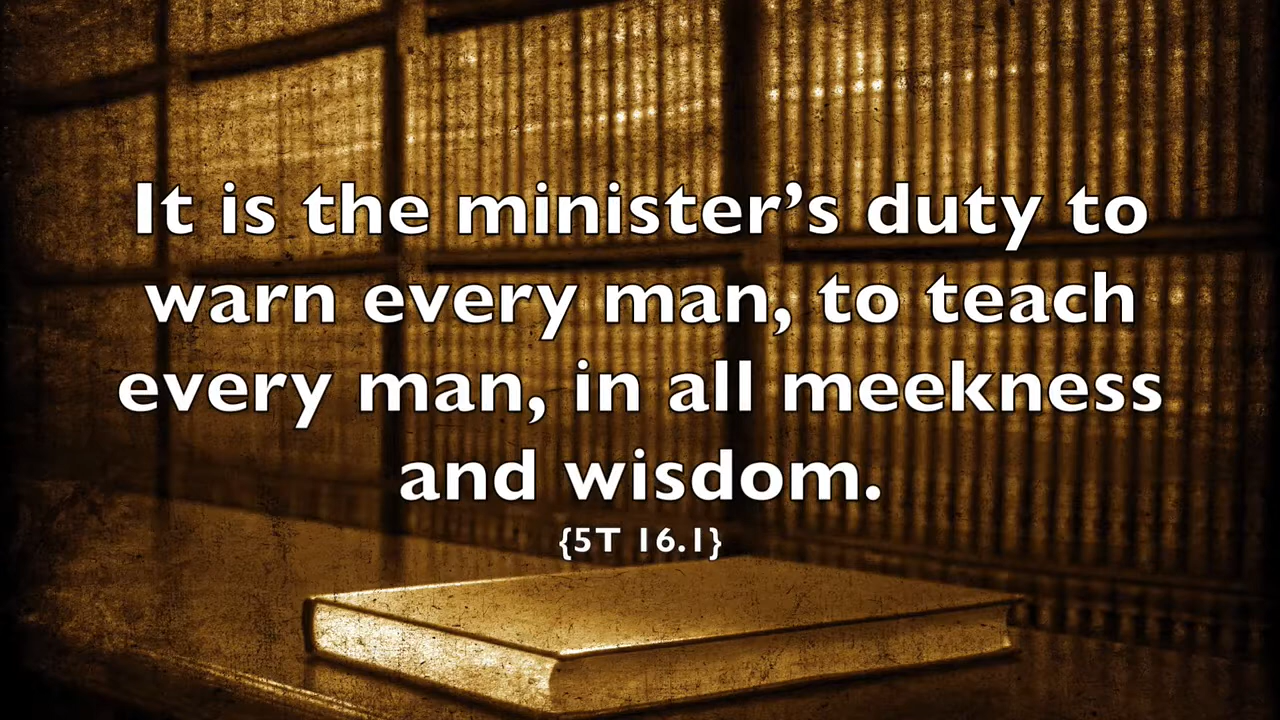 It is the minister’s duty to
warn every man, to teach
every man, in all meekness
and wisdom.
{5T 16.1}